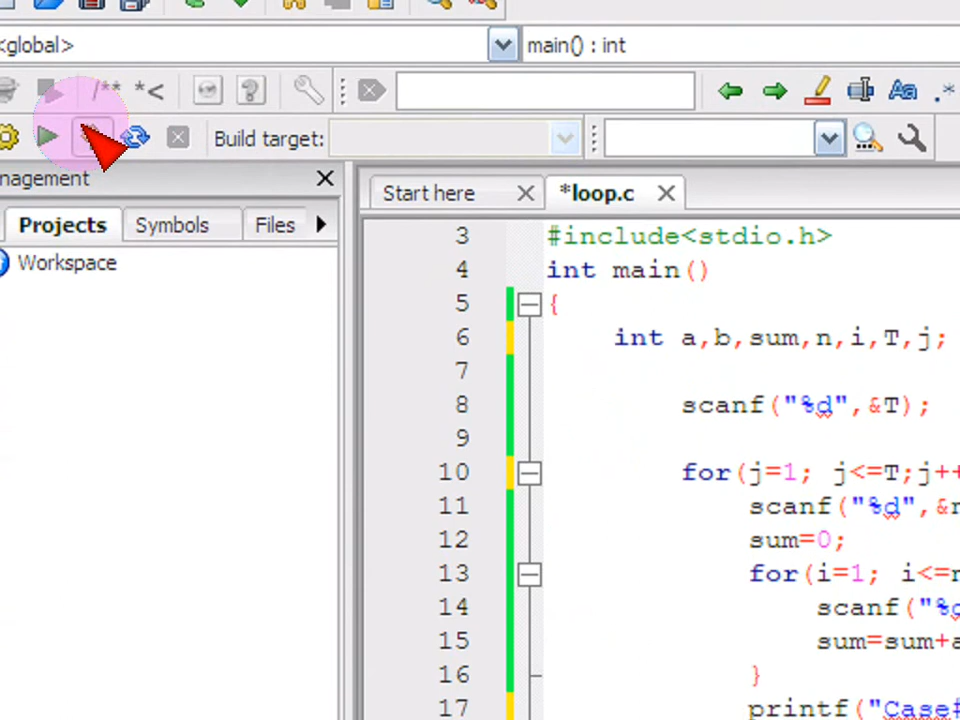 <global>
main() : int
/** *<
Aa .*
Build target:
nagement
Projects Symbols Files
Start here *loop.c
Workspace
3 #include<stdio.h>
4 int main()
5 {
6 int a,b,sum,n,i,T,j;
7
8 scanf("%d",&T);
9
10 for(j=1; j<=T;j++
11 scanf("%d",&
12 sum=0;
13 for(i=1; i<=n
14 scanf("%d
15 sum=sum+a
16 }
17 printf("Case#